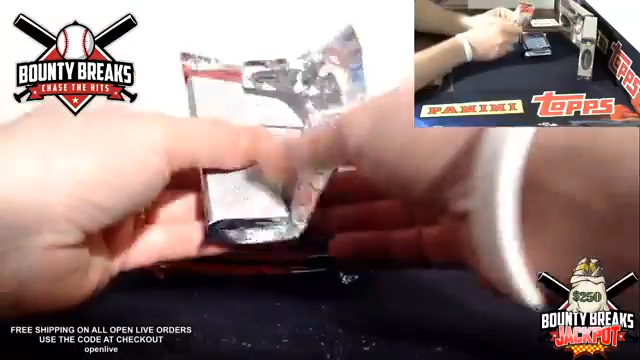 BOUNTY BREAKS
CHASE THE HITS
PANINI
TOPPS
TOPPS
$250
BOUNTY BREAKS
JACKPOT
FREE SHIPPING ON ALL OPEN LIVE ORDERS
USE THE CODE AT CHECKOUT
openlive